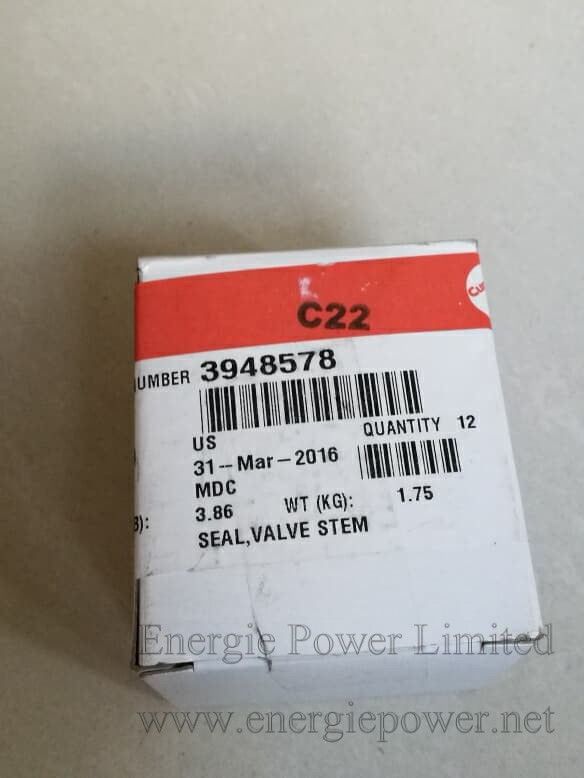 C22
UMBER 3948578
US
QUANTITY 12
31-Mar-2016
MDC
3.86 WT (KG): 1.75
SEAL,VALVE STEM
Energie Power Limited
www.energiepower.net